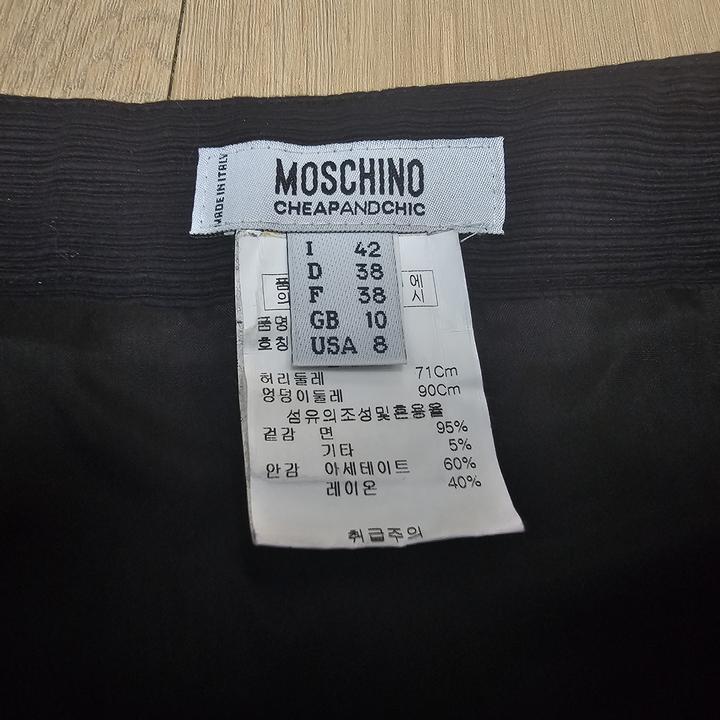 MADE IN ITALY
MOSCHINO
CHEAPANDCHIC
I 42
D 38
F 38
GB 10
USA 8
품 에
의 시
품명
호칭
허리둘레 71Cm
엉덩이둘레 90Cm
섬유의조성및혼용율
겉감 면 95%
기타 5%
안감 아세테이트 60%
레이온 40%
취급주의